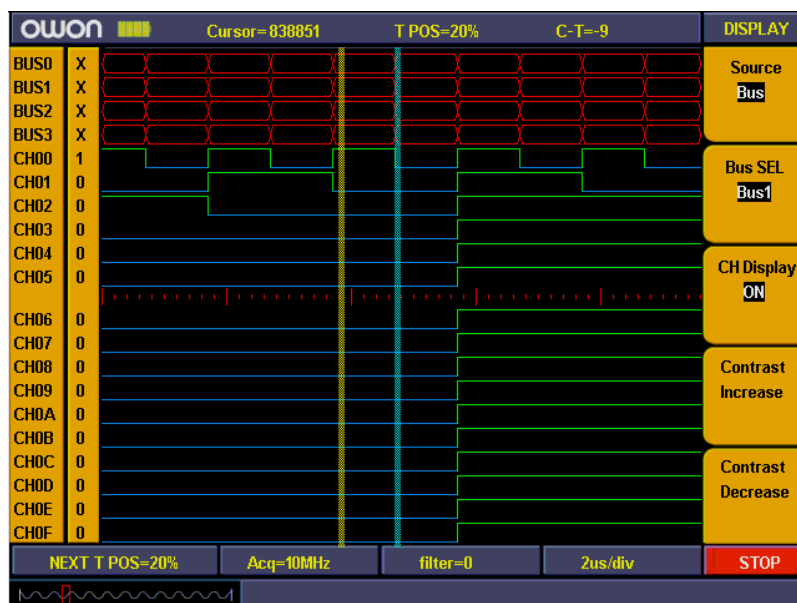 owon Cursor=838851 T POS=20% C-T=-9 DISPLAY
BUS0 X
BUS1 X
BUS2 X
BUS3 X
CH00 1
CH01 0
CH02 0
CH03 0
CH04 0
CH05 0
CH06 0
CH07 0
CH08 0
CH09 0
CH0A 0
CH0B 0
CH0C 0
CH0D 0
CH0E 0
CH0F 0
Source
Bus
Bus SEL
Bus1
CH Display
ON
Contrast
Increase
Contrast
Decrease
NEXT T POS=20% Acq=10MHz filter=0 2us/div STOP